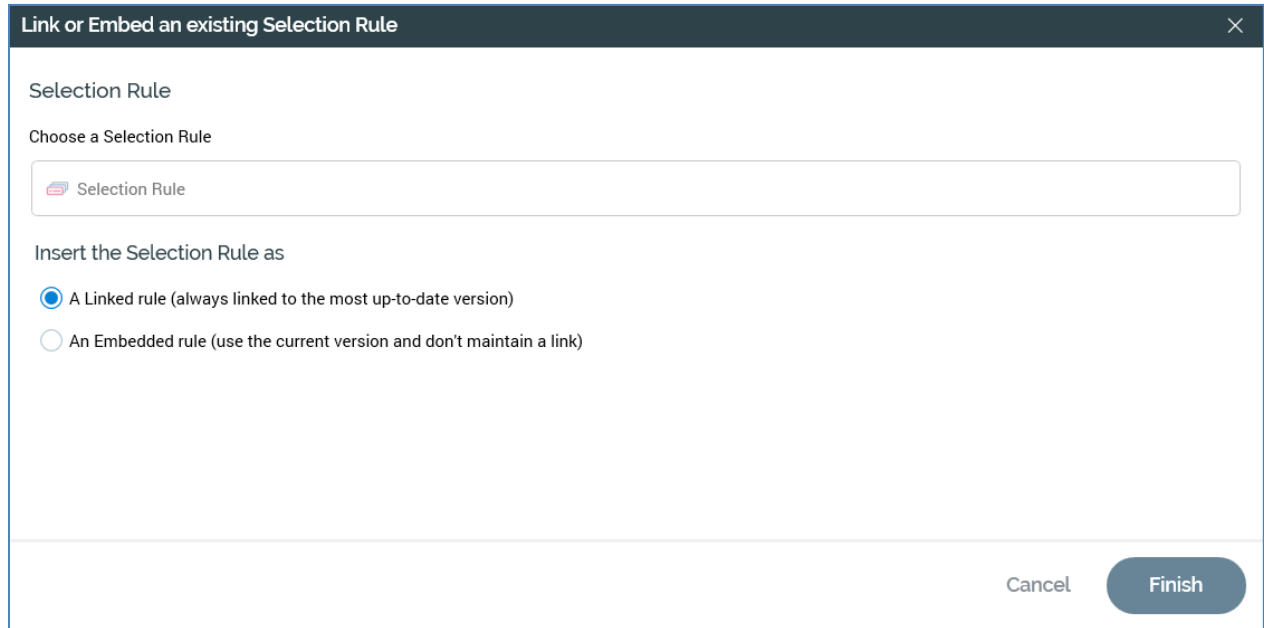 Link or Embed an existing Selection Rule
Selection Rule
Choose a Selection Rule
Selection Rule
Insert the Selection Rule as
A Linked rule (always linked to the most up-to-date version)
An Embedded rule (use the current version and don't maintain a link)
Cancel
Finish